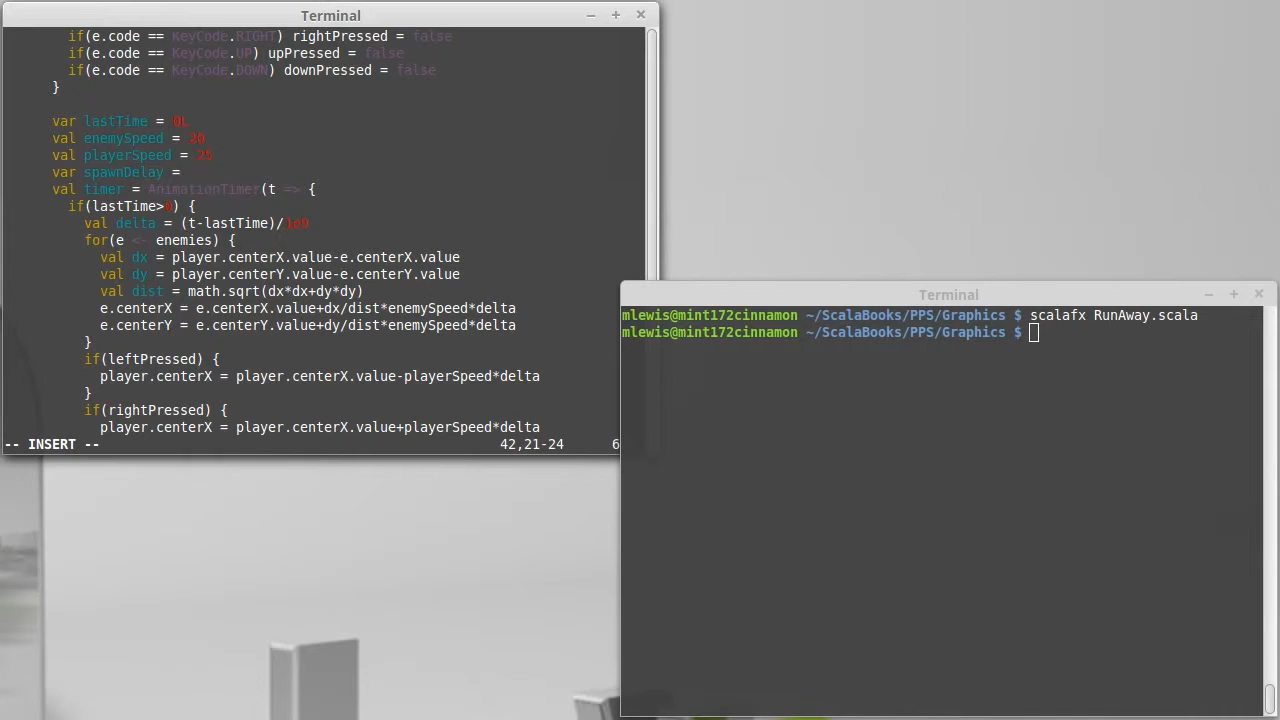 Terminal
if(e.code == KeyCode.RIGHT) rightPressed = false
if(e.code == KeyCode.UP) upPressed = false
if(e.code == KeyCode.DOWN) downPressed = false
}
var lastTime = 0L
val enemySpeed = 20
val playerSpeed = 25
var spawnDelay =
val timer = AnimationTimer(t => {
if(lastTime>0) {
val delta = (t-lastTime)/1e9
for(e <- enemies) {
val dx = player.centerX.value-e.centerX.value
val dy = player.centerY.value-e.centerY.value
val dist = math.sqrt(dx*dx+dy*dy)
e.centerX = e.centerX.value+dx/dist*enemySpeed*delta
e.centerY = e.centerY.value+dy/dist*enemySpeed*delta
}
if(leftPressed) {
player.centerX = player.centerX.value-playerSpeed*delta
}
if(rightPressed) {
player.centerX = player.centerX.value+playerSpeed*delta
-- INSERT -- 42,21-24 6
Terminal
mlewis@mint172cinnamon ~/ScalaBooks/PPS/Graphics $ scalafx RunAway.scala
mlewis@mint172cinnamon ~/ScalaBooks/PPS/Graphics $